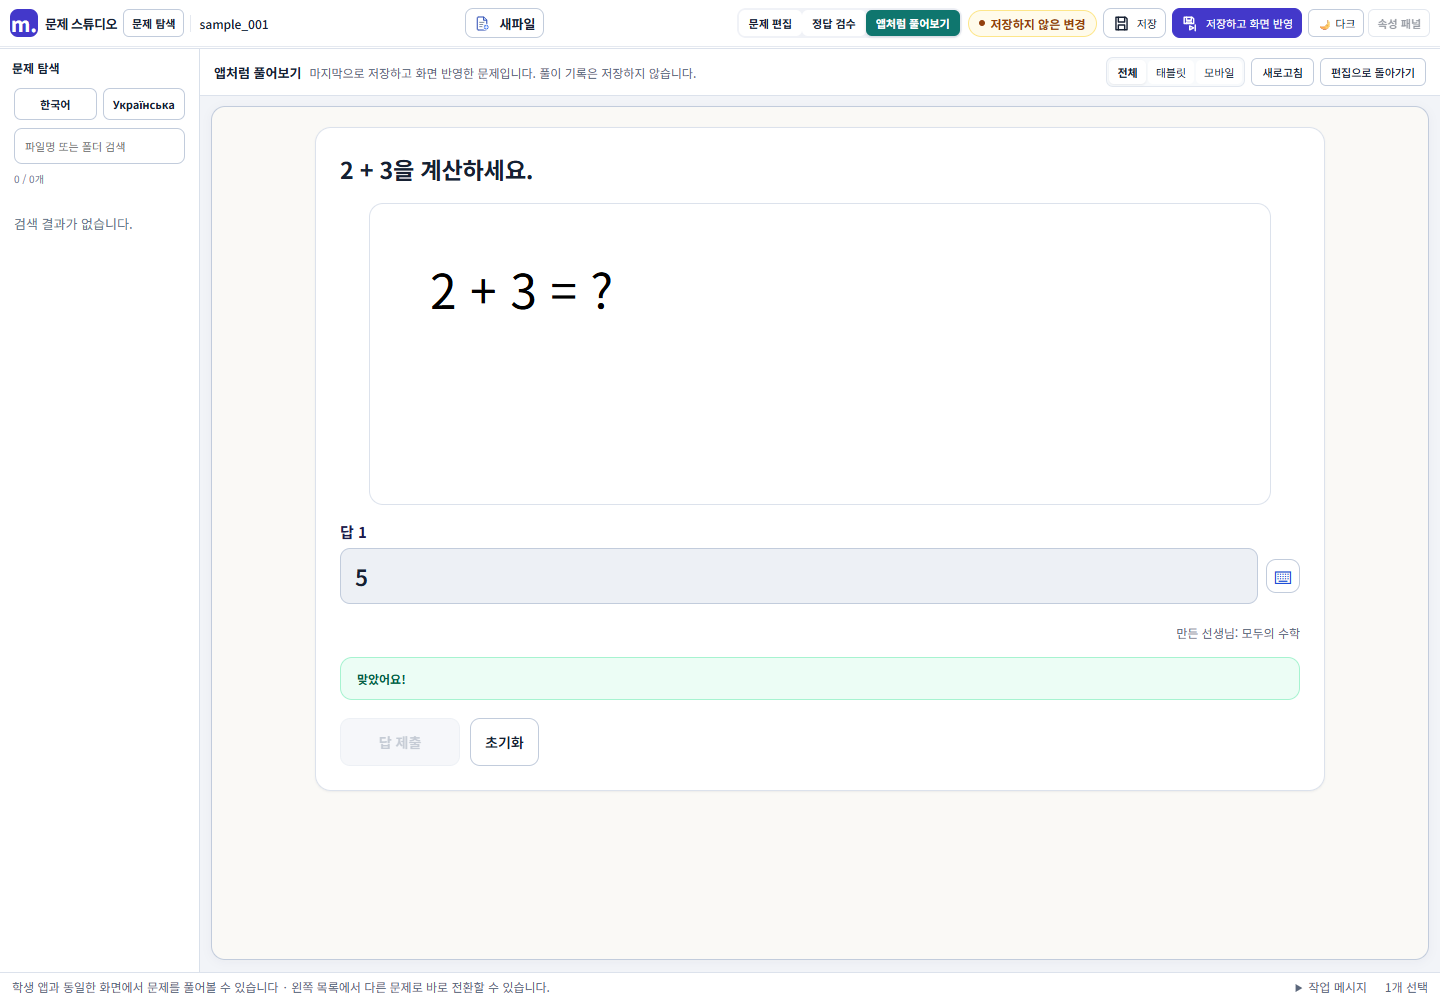 m. 문제 스튜디오 문제 탐색 sample_001 새파일 문제 편집 정답 검수 앱처럼 풀어보기 • 저장하지 않은 변경 저장 저장하고 화면 반영 다크 속성 패널
문제 탐색
한국어 Українська
파일명 또는 폴더 검색
0 / 0개
검색 결과가 없습니다.
앱처럼 풀어보기 마지막으로 저장하고 화면 반영한 문제입니다. 풀이 기록은 저장하지 않습니다. 전체 태블릿 모바일 새로고침 편집으로 돌아가기
2 + 3을 계산하세요.
2 + 3 = ?
답 1
5
만든 선생님: 모두의 수학
맞았어요!
답 제출 초기화
학생 앱과 동일한 화면에서 문제를 풀어볼 수 있습니다 · 왼쪽 목록에서 다른 문제로 바로 전환할 수 있습니다. ▶ 작업 메시지 1개 선택